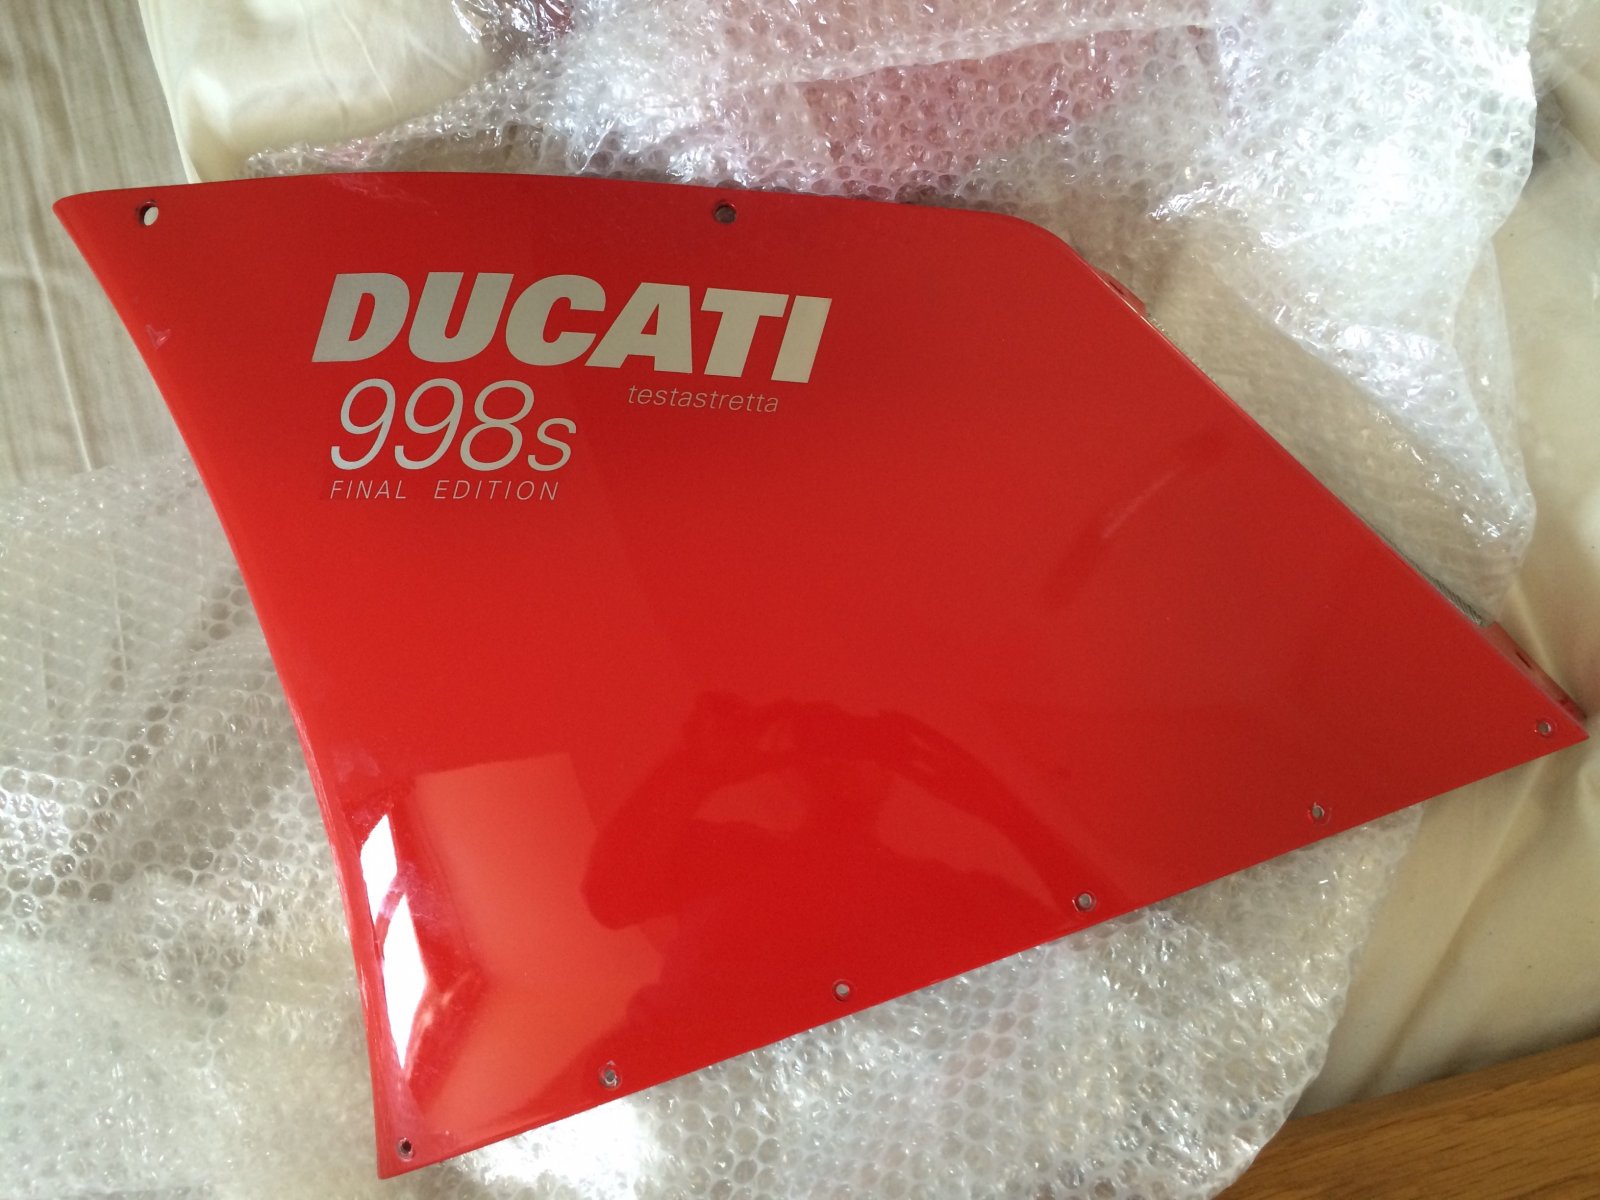 DUCATI
testastretta
998s
FINAL EDITION